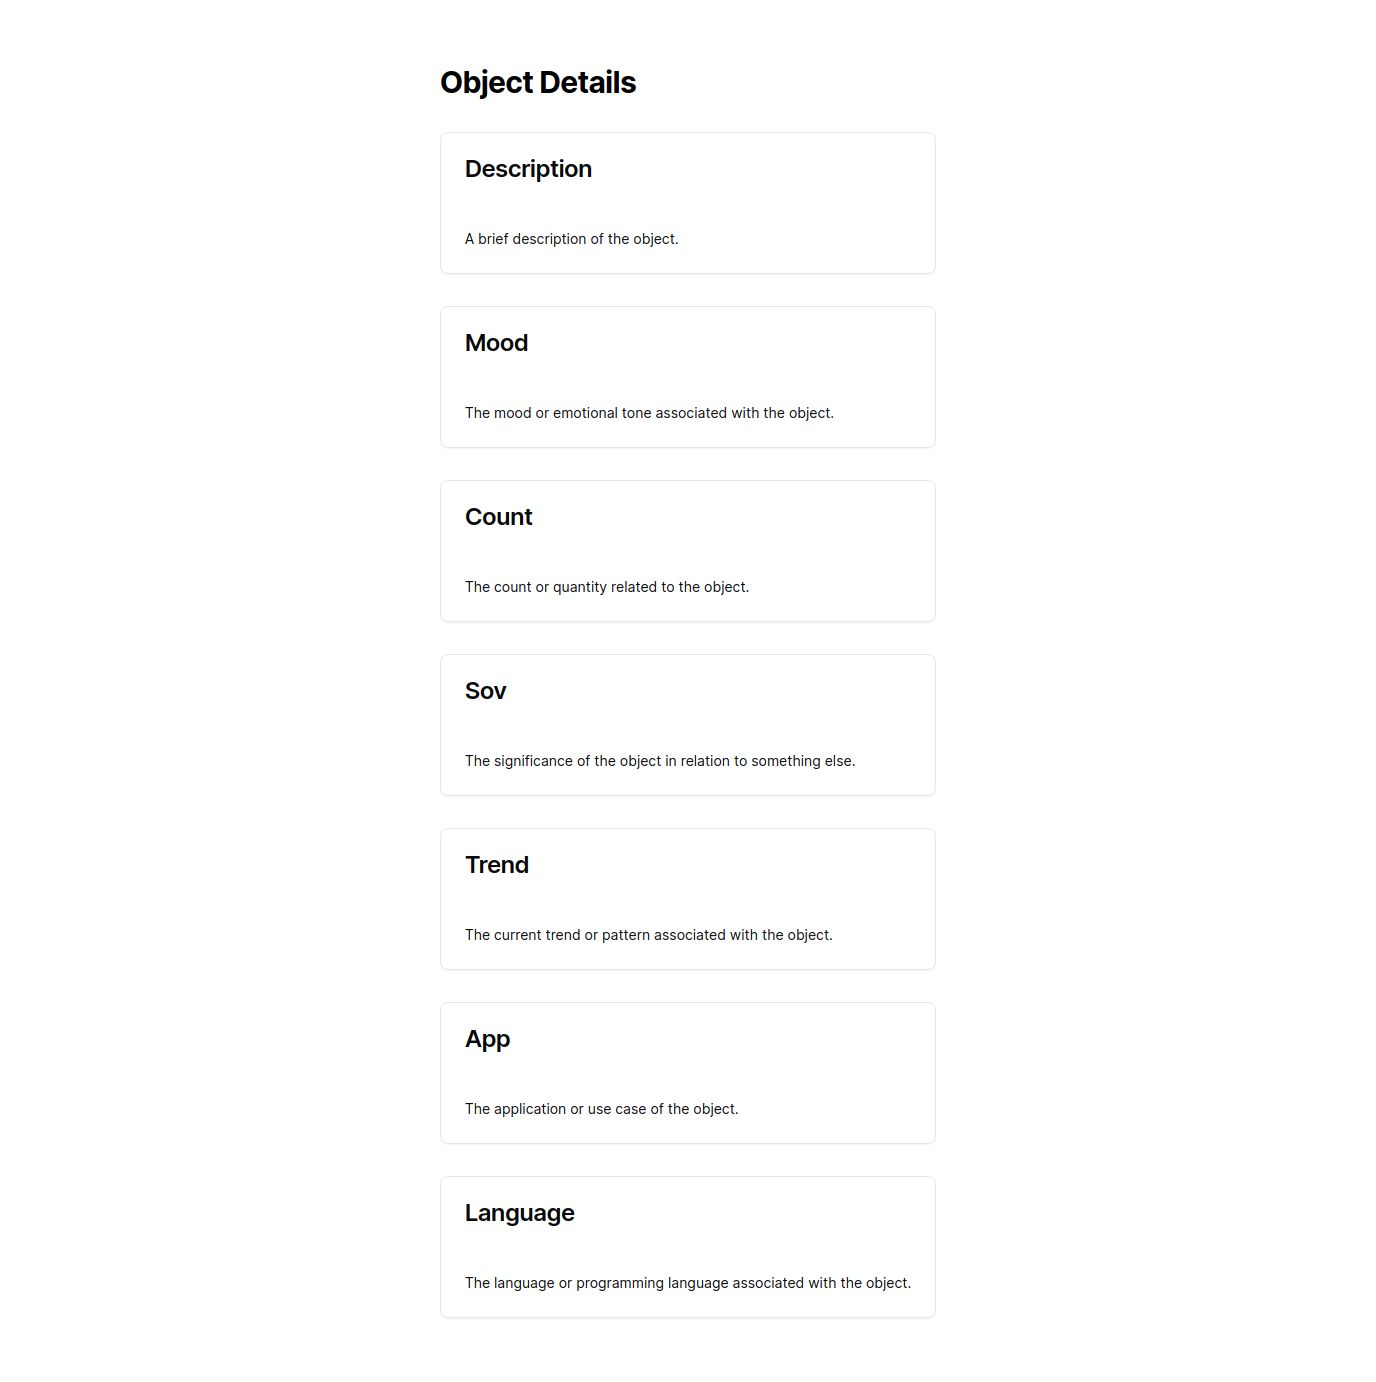 Object Details
Description
A brief description of the object.
Mood
The mood or emotional tone associated with the object.
Count
The count or quantity related to the object.
Sov
The significance of the object in relation to something else.
Trend
The current trend or pattern associated with the object.
App
The application or use case of the object.
Language
The language or programming language associated with the object.